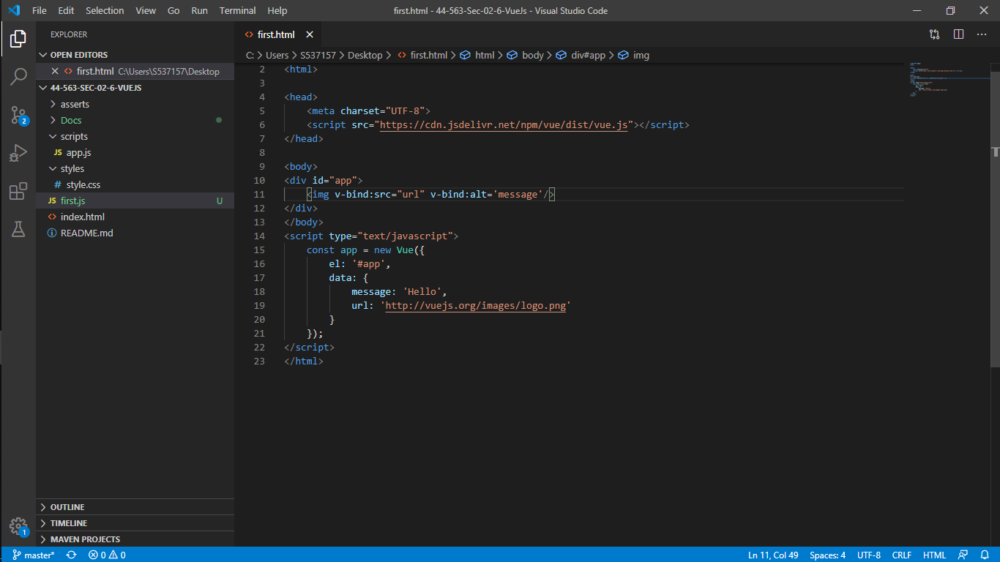 File Edit Selection View Go Run Terminal Help first.html - 44-563-Sec-02-6-VueJs - Visual Studio Code
EXPLORER
OPEN EDITORS
first.html C:\Users\S537157\Desktop
44-563-SEC-02-6-VUEJS
asserts
Docs
scripts
JS app.js
styles
# style.css
JS first.js U
<> index.html
README.md
OUTLINE
TIMELINE
MAVEN PROJECTS
2
1
<> first.html
C: > Users > S537157 > Desktop > <> first.html > html > body > div#app > img
2 <html>
3
4 <head>
5 <meta charset="UTF-8">
6 <script src="https://cdn.jsdelivr.net/npm/vue/dist/vue.js"></script>
7 </head>
8
9 <body>
10 <div id="app">
11 <img v-bind:src="url" v-bind:alt='message'/>
12 </div>
13 </body>
14 <script type="text/javascript">
15 const app = new Vue({
16 el: '#app',
17 data: {
18 message: 'Hello',
19 url: 'http://vuejs.org/images/logo.png'
20 }
21 });
22 </script>
23 </html>
master* 0 0 Ln 11, Col 49 Spaces: 4 UTF-8 CRLF HTML